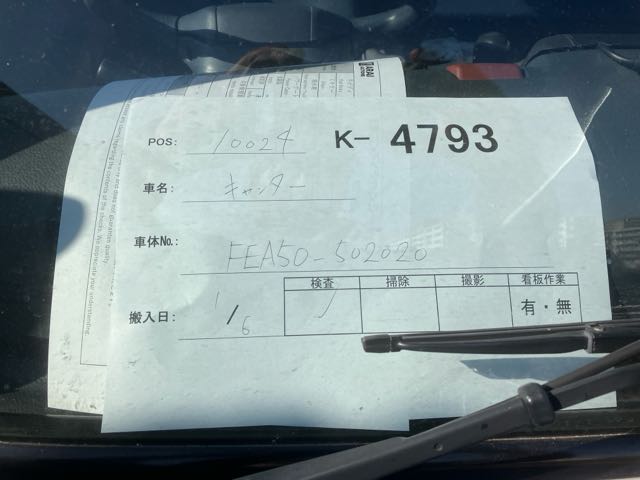 ARAI
POS: 10024 K- 4793
車名: キャンター
車体No.: FEA50-502020
検査 掃除 撮影 看板作業
搬入日: 1/6 有・無